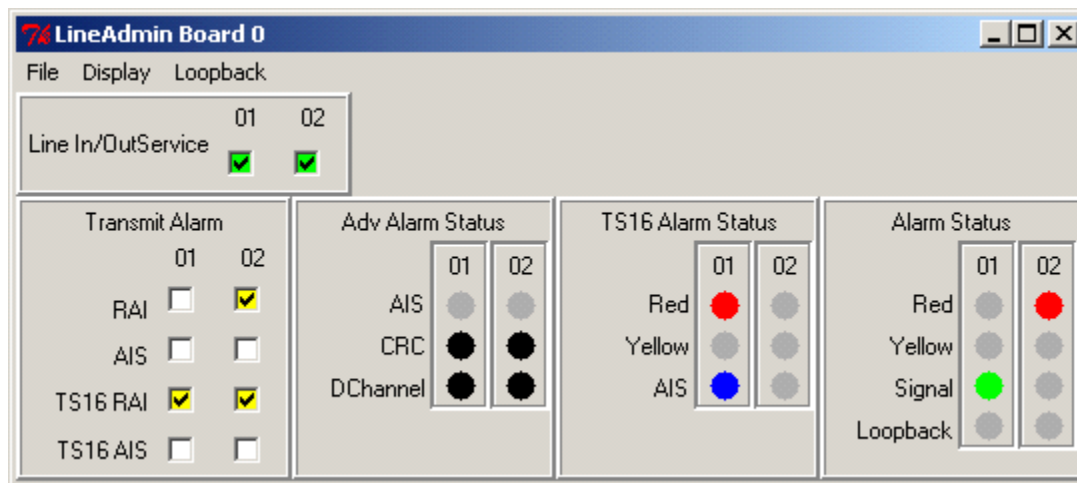 LineAdmin Board 0
File Display Loopback
01 02
Line In/OutService
Transmit Alarm
01 02
RAI
AIS
TS16 RAI
TS16 AIS
Adv Alarm Status
01 02
AIS
CRC
DChannel
TS16 Alarm Status
01 02
Red
Yellow
AIS
Alarm Status
01 02
Red
Yellow
Signal
Loopback